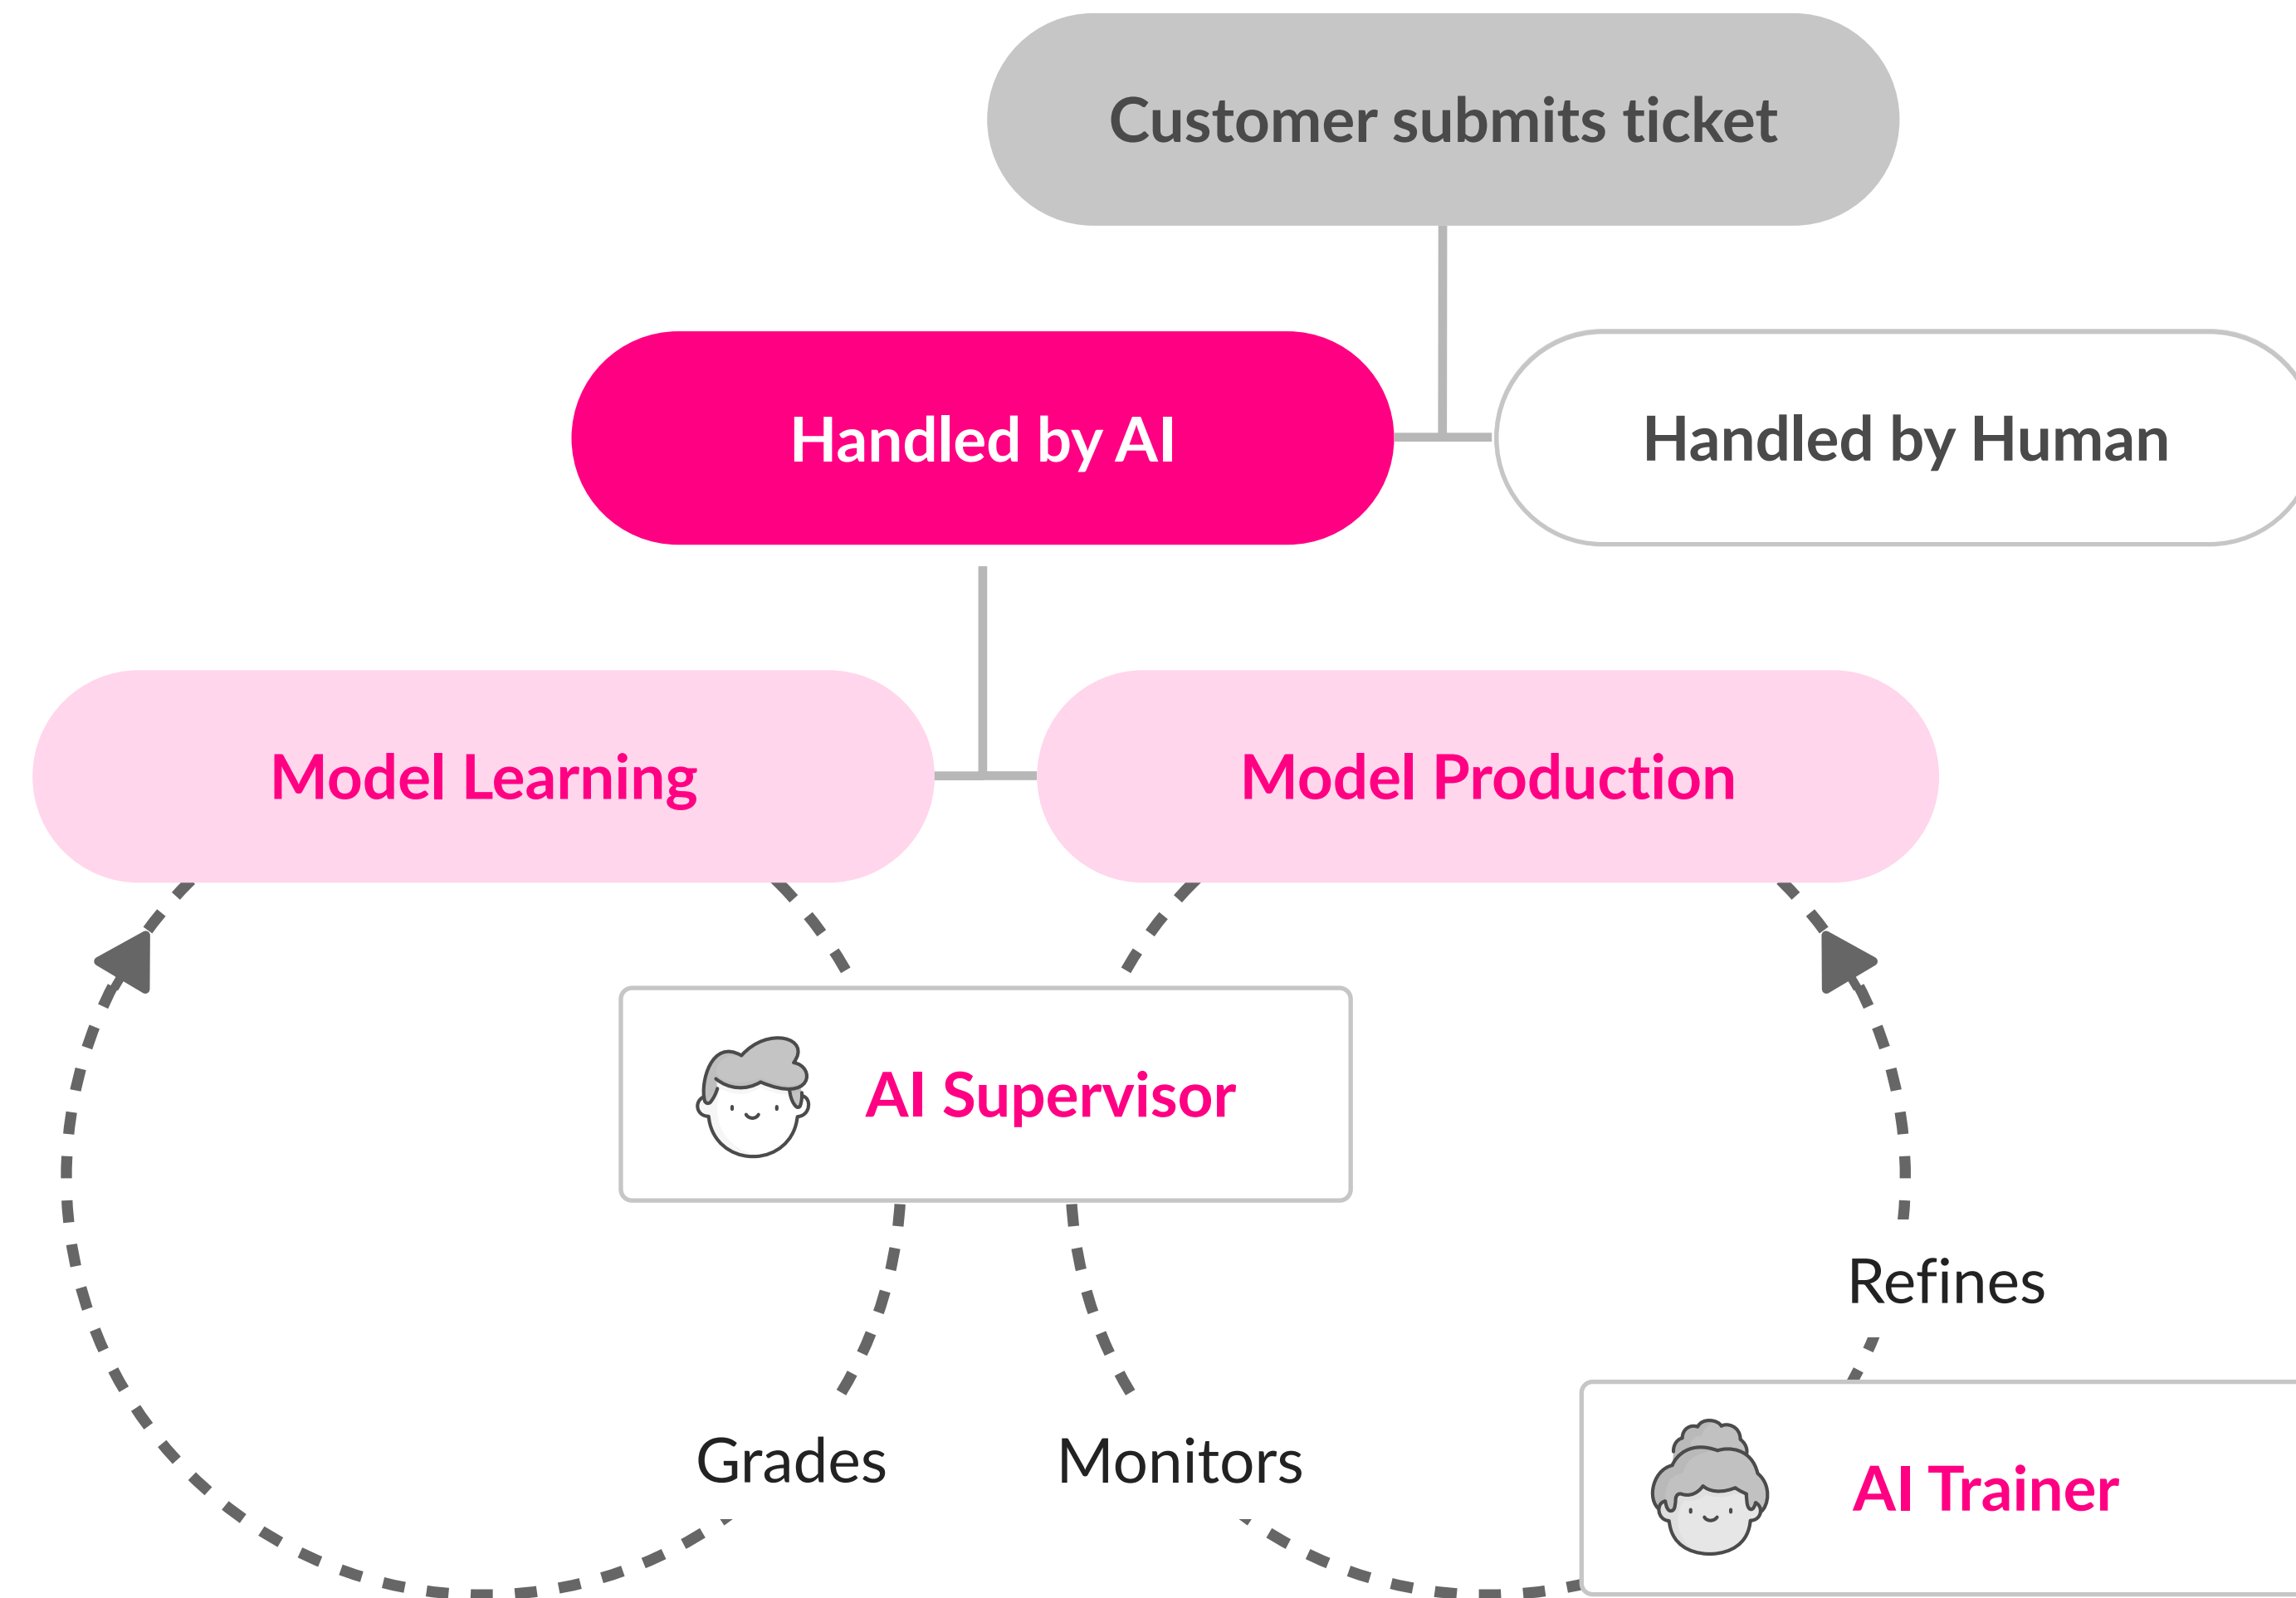 Customer submits ticket
Handled by AI
Handled by Human
Model Learning
Model Production
AI Supervisor
Refines
Grades
Monitors
AI Trainer